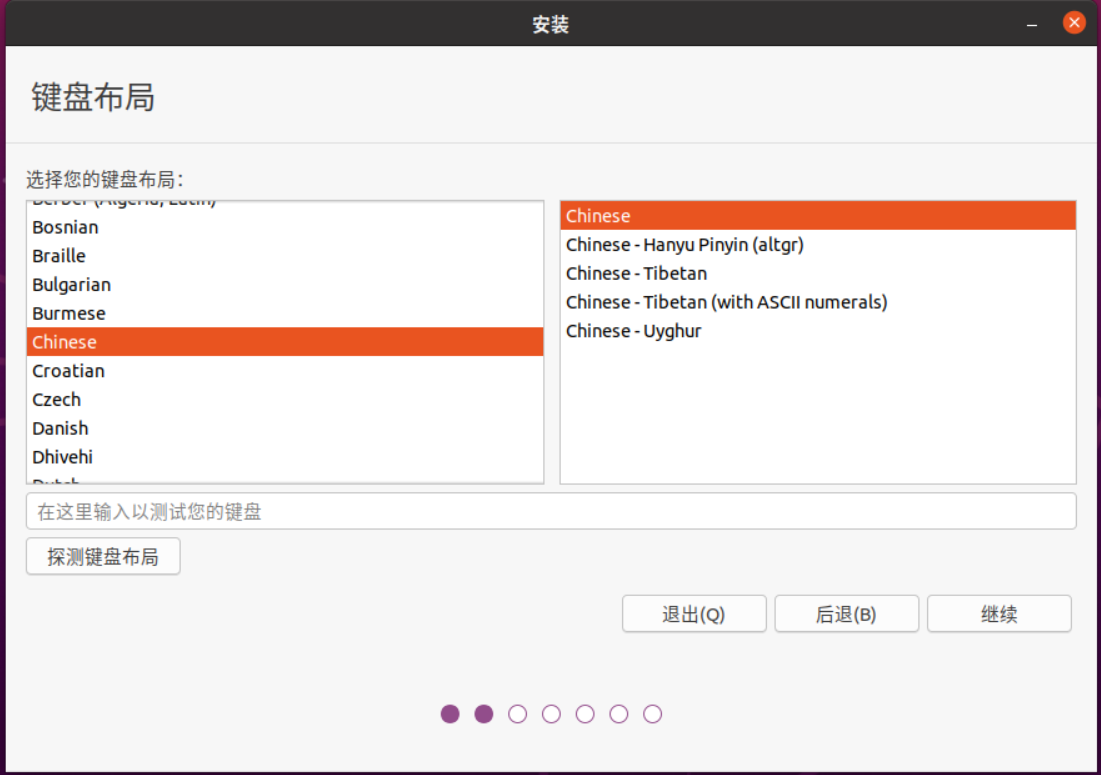 安装
键盘布局
选择您的键盘布局：
Bosnian
Braille
Bulgarian
Burmese
Chinese
Croatian
Czech
Danish
Dhivehi
Chinese
Chinese - Hanyu Pinyin (altgr)
Chinese - Tibetan
Chinese - Tibetan (with ASCII numerals)
Chinese - Uyghur
在这里输入以测试您的键盘
探测键盘布局
退出(Q)
后退(B)
继续